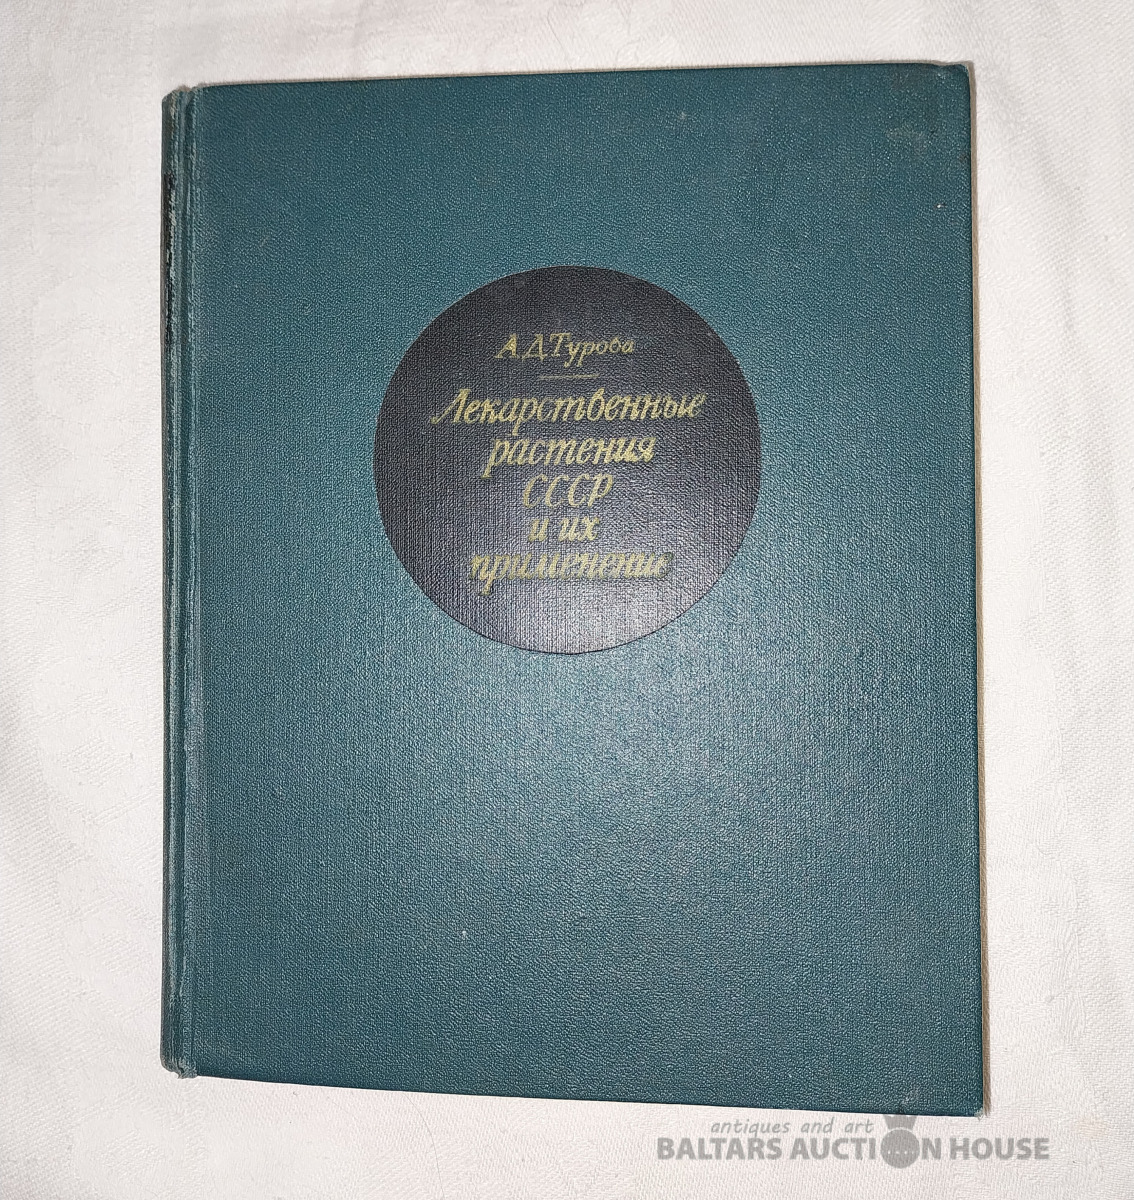 А.Д.Турова
Лекарственные
растения
СССР
и их
применение
antiques and art
BALTARS AUCTION HOUSE